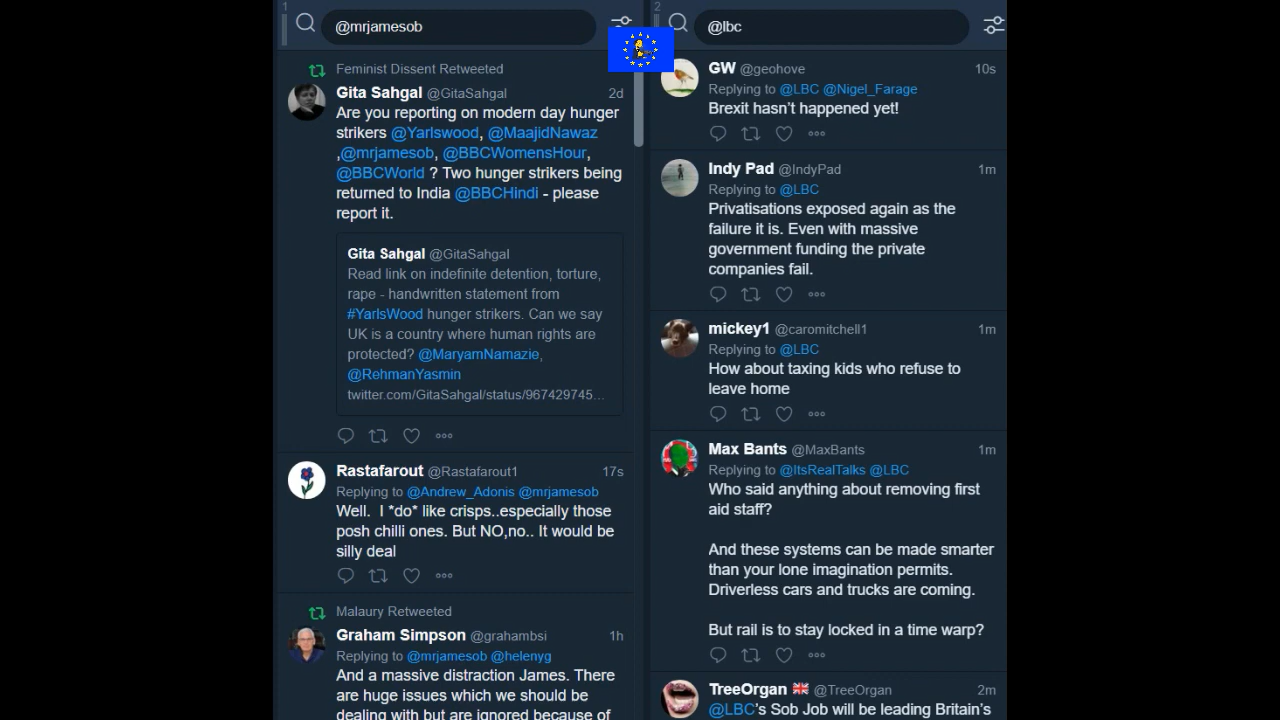 1
@mrjamesob
Feminist Dissent Retweeted
Gita Sahgal @GitaSahgal 2d
Are you reporting on modern day hunger
strikers @Yarlswood, @MaajidNawaz
,@mrjamesob, @BBCWomensHour,
@BBCWorld ? Two hunger strikers being
returned to India @BBCHindi - please
report it.
Gita Sahgal @GitaSahgal
Read link on indefinite detention, torture,
rape - handwritten statement from
#YarlsWood hunger strikers. Can we say
UK is a country where human rights are
protected? @MaryamNamazie,
@RehmanYasmin
twitter.com/GitaSahgal/status/967429745...
Rastafarout @Rastafarout1 17s
Replying to @Andrew_Adonis @mrjamesob
Well.  I *do* like crisps..especially those
posh chilli ones. But NO,no.. It would be
silly deal
Malaury Retweeted
Graham Simpson @grahambsi 1h
Replying to @mrjamesob @helenyg
And a massive distraction James. There
are huge issues which we should be
dealing with but are ignored because of
2
@lbc
GW @geohove 10s
Replying to @LBC @Nigel_Farage
Brexit hasn't happened yet!
Indy Pad @IndyPad 1m
Replying to @LBC
Privatisations exposed again as the
failure it is. Even with massive
government funding the private
companies fail.
mickey1 @caromitchell1 1m
Replying to @LBC
How about taxing kids who refuse to
leave home
Max Bants @MaxBants 1m
Replying to @ItsRealTalks @LBC
Who said anything about removing first
aid staff?
And these systems can be made smarter
than your lone imagination permits.
Driverless cars and trucks are coming.
But rail is to stay locked in a time warp?
TreeOrgan @TreeOrgan 2m
@LBC's Sob Job will be leading Britain's